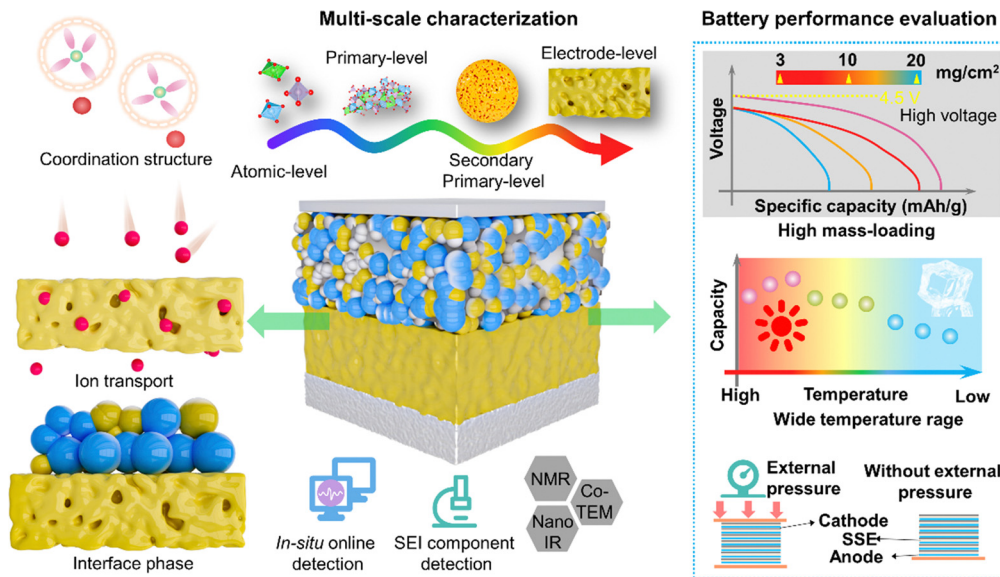 Multi-scale characterization
Battery performance evaluation
Coordination structure
Ion transport
Interface phase
Primary-level
Electrode-level
Atomic-level
Secondary
Primary-level
In-situ online
detection
SEI component
detection
NMR
Co-
TEM
Nano
IR
3 10 20 mg/cm²
4.5 V
High voltage
Voltage
Specific capacity (mAh/g)
High mass-loading
Capacity
High Temperature Low
Wide temperature rage
External
pressure
Without external
pressure
Cathode
SSE
Anode